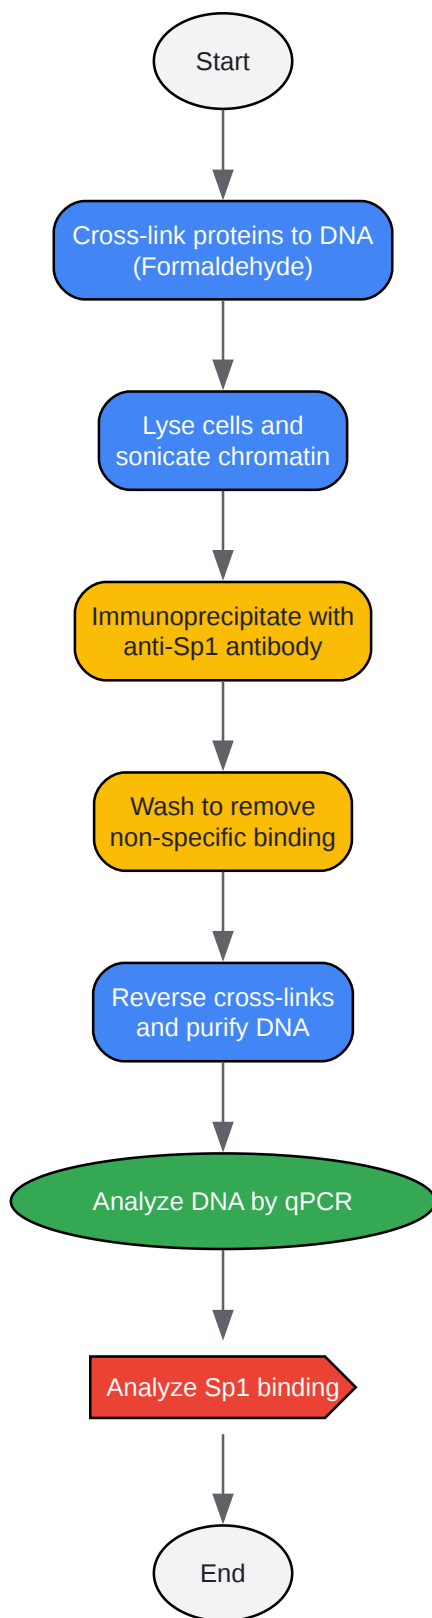 Start
Cross-link proteins to DNA
(Formaldehyde)
Lyse cells and
sonicate chromatin
Immunoprecipitate with
anti-Sp1 antibody
Wash to remove
non-specific binding
Reverse cross-links
and purify DNA
Analyze DNA by qPCR
Analyze Sp1 binding
End